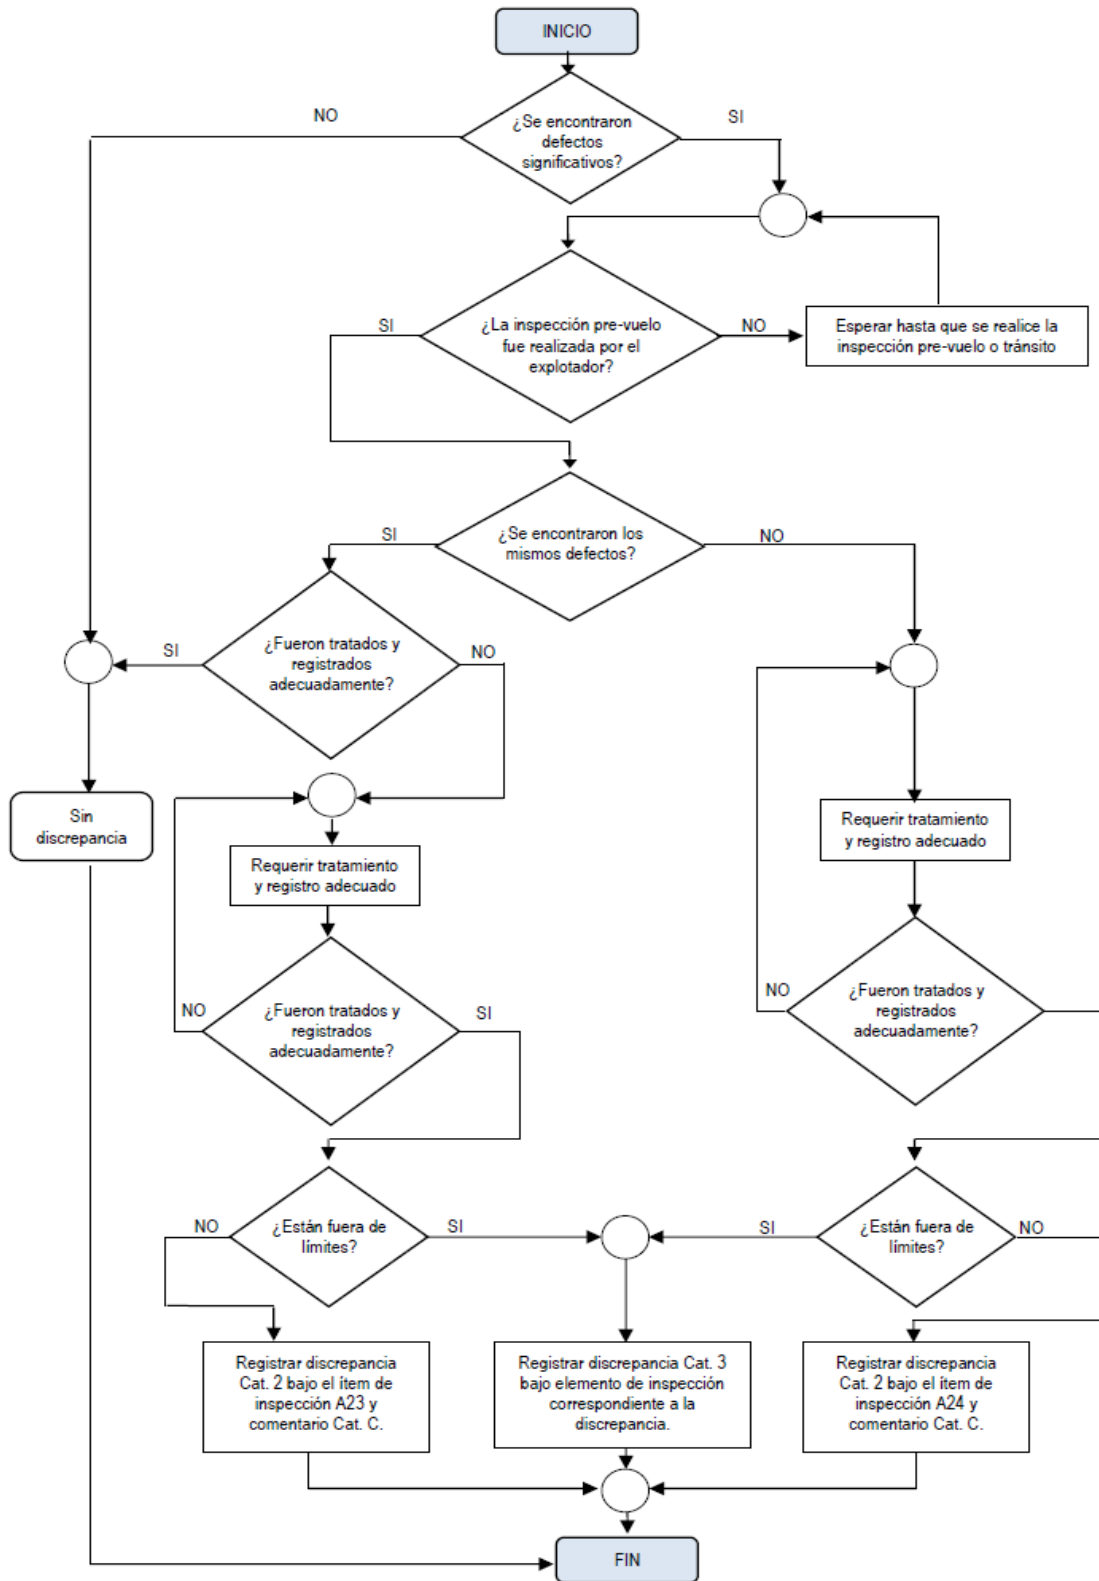 INICIO
NO
SI
¿Se encontraron
defectos
significativos?
SI
¿La inspección pre-vuelo
fue realizada por el
explotador?
NO
Esperar hasta que se realice la
inspección pre-vuelo o tránsito
SI
¿Se encontraron los
mismos defectos?
NO
SI
¿Fueron tratados y
registrados
adecuadamente?
NO
Sin
discrepancia
Requerir tratamiento
y registro adecuado
Requerir tratamiento
y registro adecuado
NO
¿Fueron tratados y
registrados
adecuadamente?
SI
NO
¿Fueron tratados y
registrados
adecuadamente?
NO
¿Están fuera de
límites?
SI
SI
¿Están fuera de
límites?
NO
Registrar discrepancia
Cat. 2 bajo el ítem de
inspección A23 y
comentario Cat. C.
Registrar discrepancia Cat. 3
bajo elemento de inspección
correspondiente a la
discrepancia.
Registrar discrepancia
Cat. 2 bajo el ítem de
inspección A24 y
comentario Cat. C.
FIN